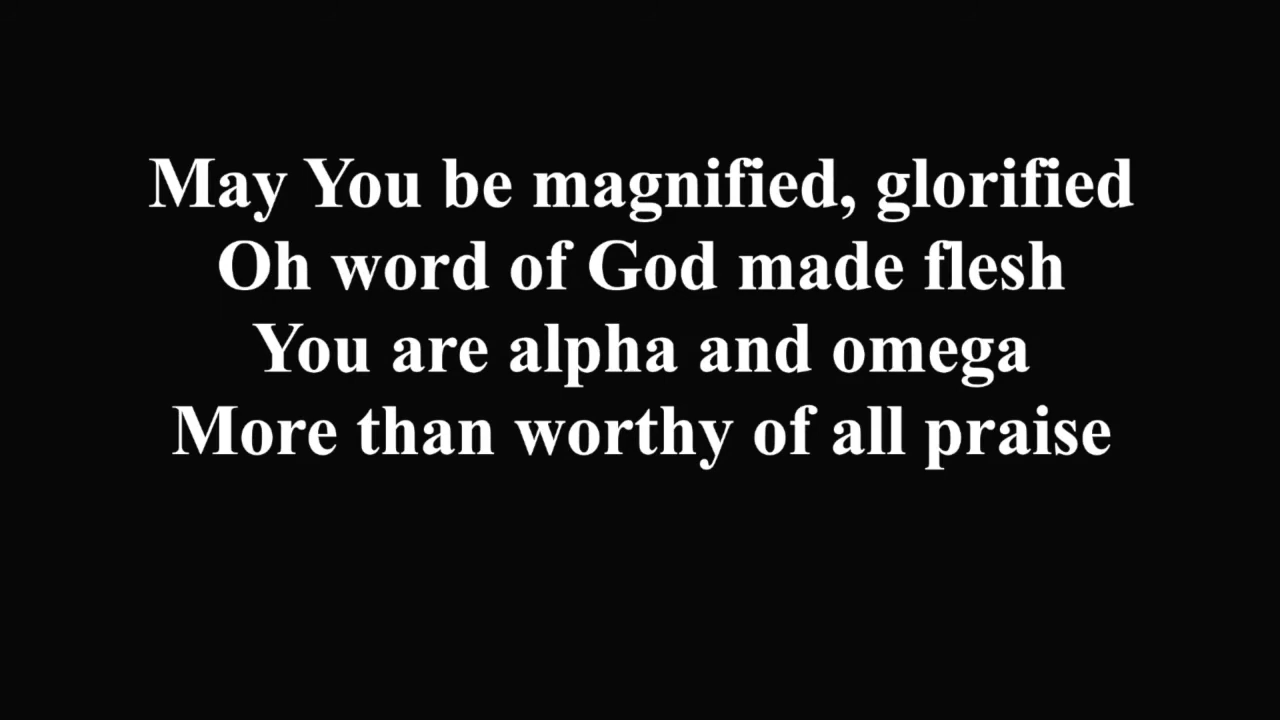 May You be magnified, glorified
Oh word of God made flesh
You are alpha and omega
More than worthy of all praise